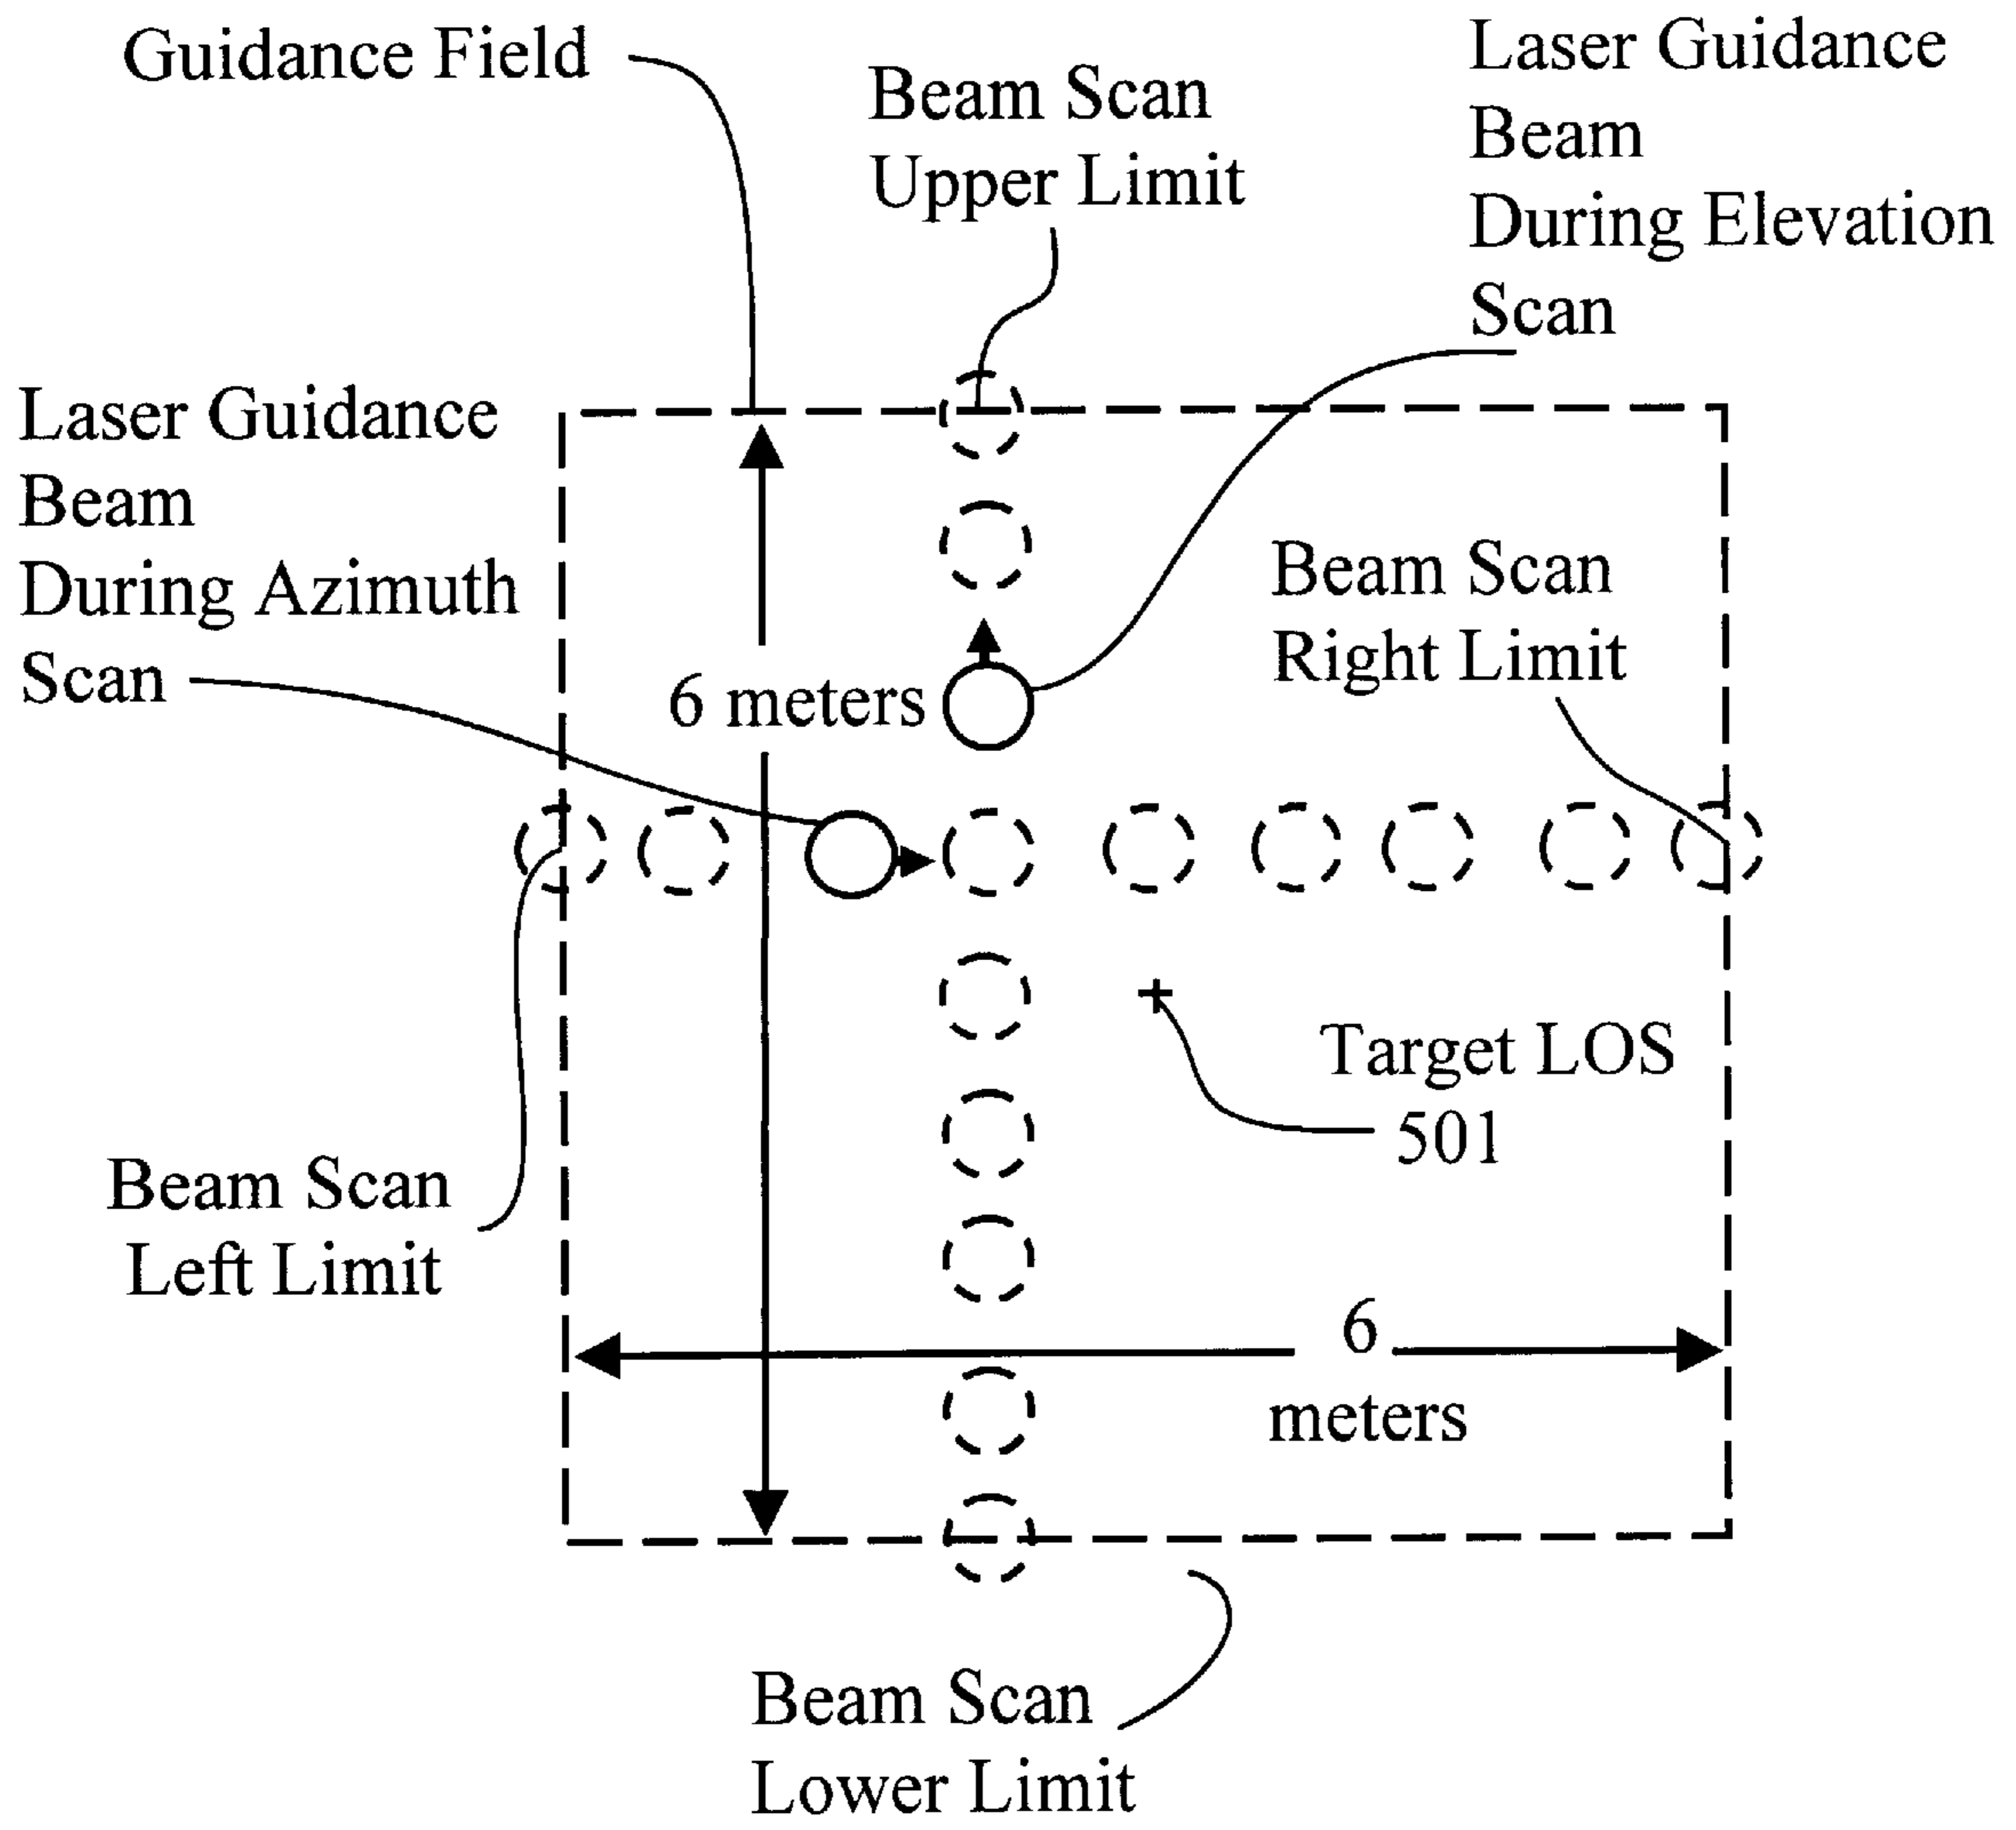 Guidance Field
Beam Scan
Upper Limit
Laser Guidance
Beam
During Elevation
Scan
Laser Guidance
Beam
During Azimuth
Scan
Beam Scan
Right Limit
6 meters
Target LOS
501
Beam Scan
Left Limit
6
meters
Beam Scan
Lower Limit